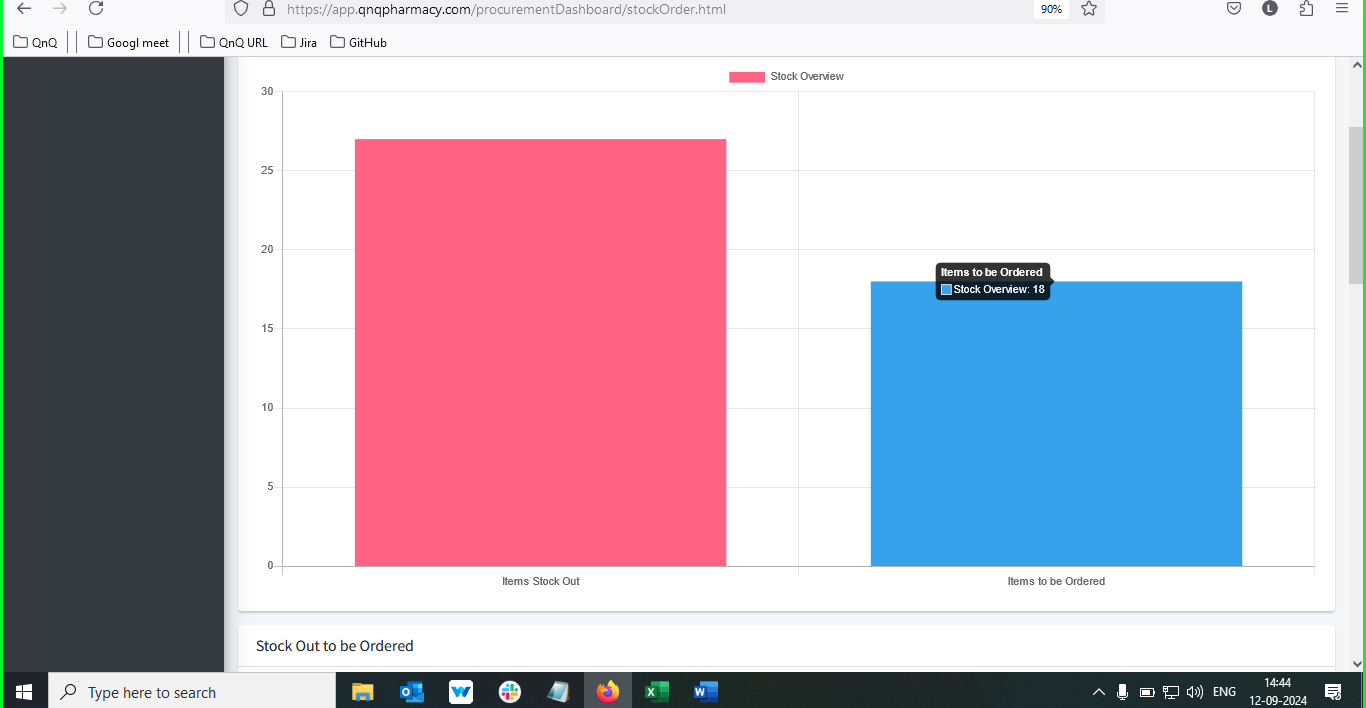 https://app.qnqpharmacy.com/procurementDashboard/stockOrder.html 90% L
QnQ Googl meet QnQ URL Jira GitHub
Stock Overview
30
25
20
15
10
5
0
Items to be Ordered
Stock Overview: 18
Items Stock Out Items to be Ordered
Stock Out to be Ordered
Type here to search
ENG
14:44
12-09-2024